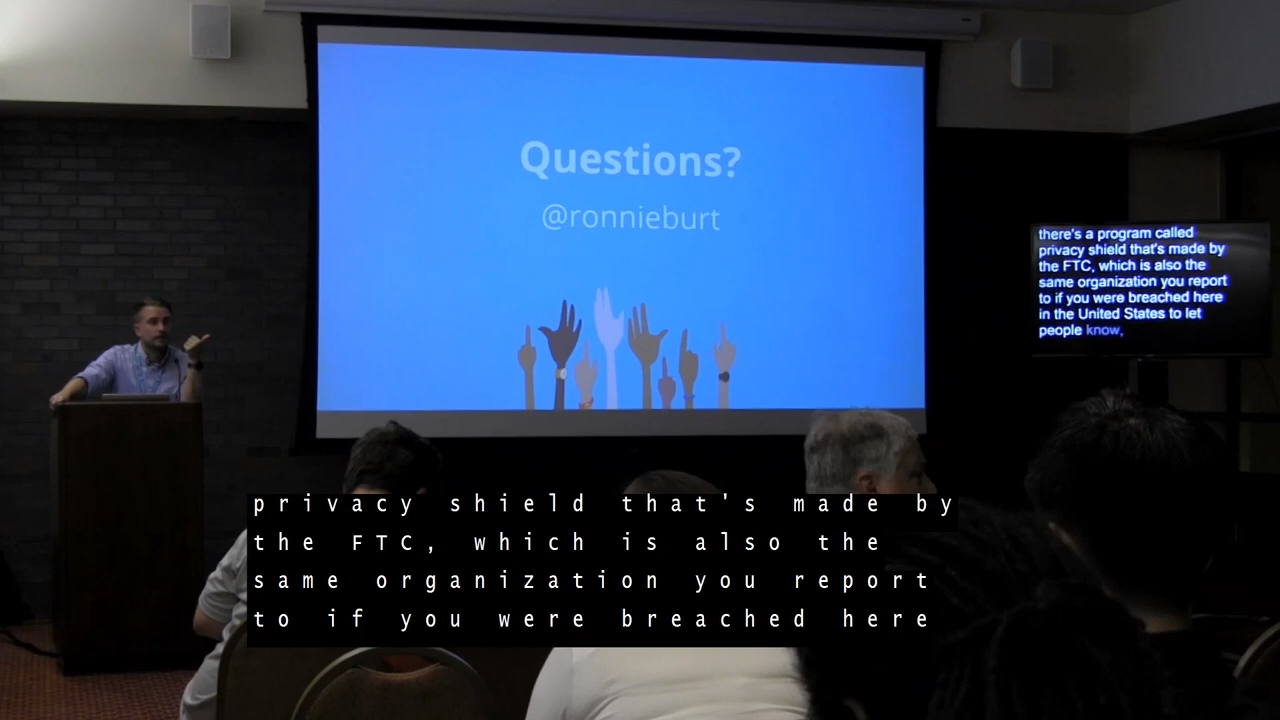 Questions?
@ronnieburt
there's a program called
privacy shield that's made by
the FTC, which is also the
same organization you report
to if you were breached here
in the United States to let
people know,
privacy shield that's made by
the FTC, which is also the
same organization you report
to if you were breached here